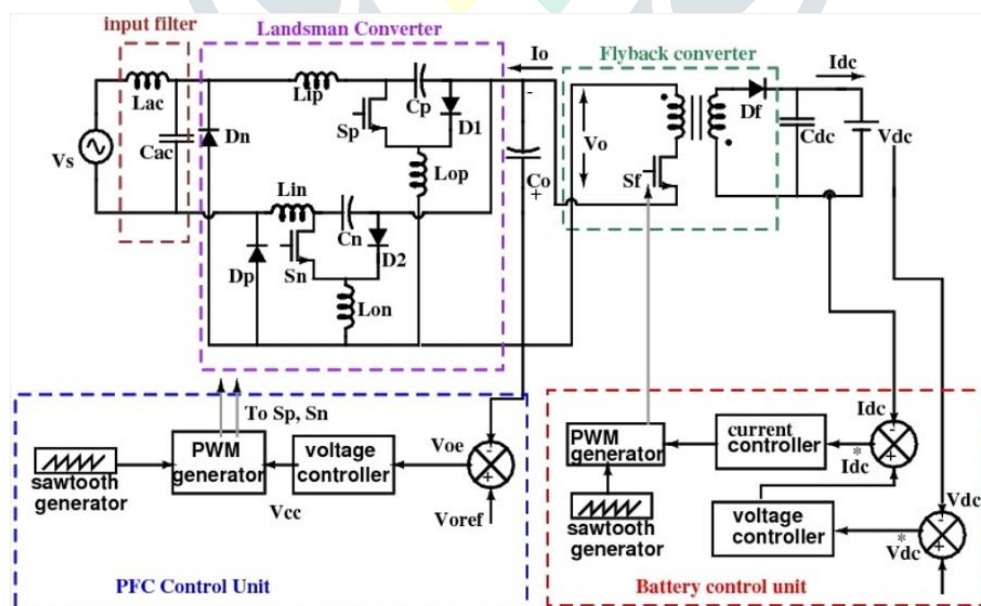 input filter
Landsman Converter
Flyback converter
Io
Idc
Lac
Lip
Cp
D1
Sp
Df
Cdc
Vdc
Vs
Cac
Dn
Lop
Co
-
+
Vo
Sf
Lin
Cn
D2
Dp
Sn
Lon
To Sp, Sn
sawtooth
generator
PWM
generator
Vcc
voltage
controller
Voe
-
+
Voref
PFC Control Unit
PWM
generator
sawtooth
generator
current
controller
Idc
-
+
*
Idc
voltage
controller
Vdc
-
+
*
Vdc
Battery control unit